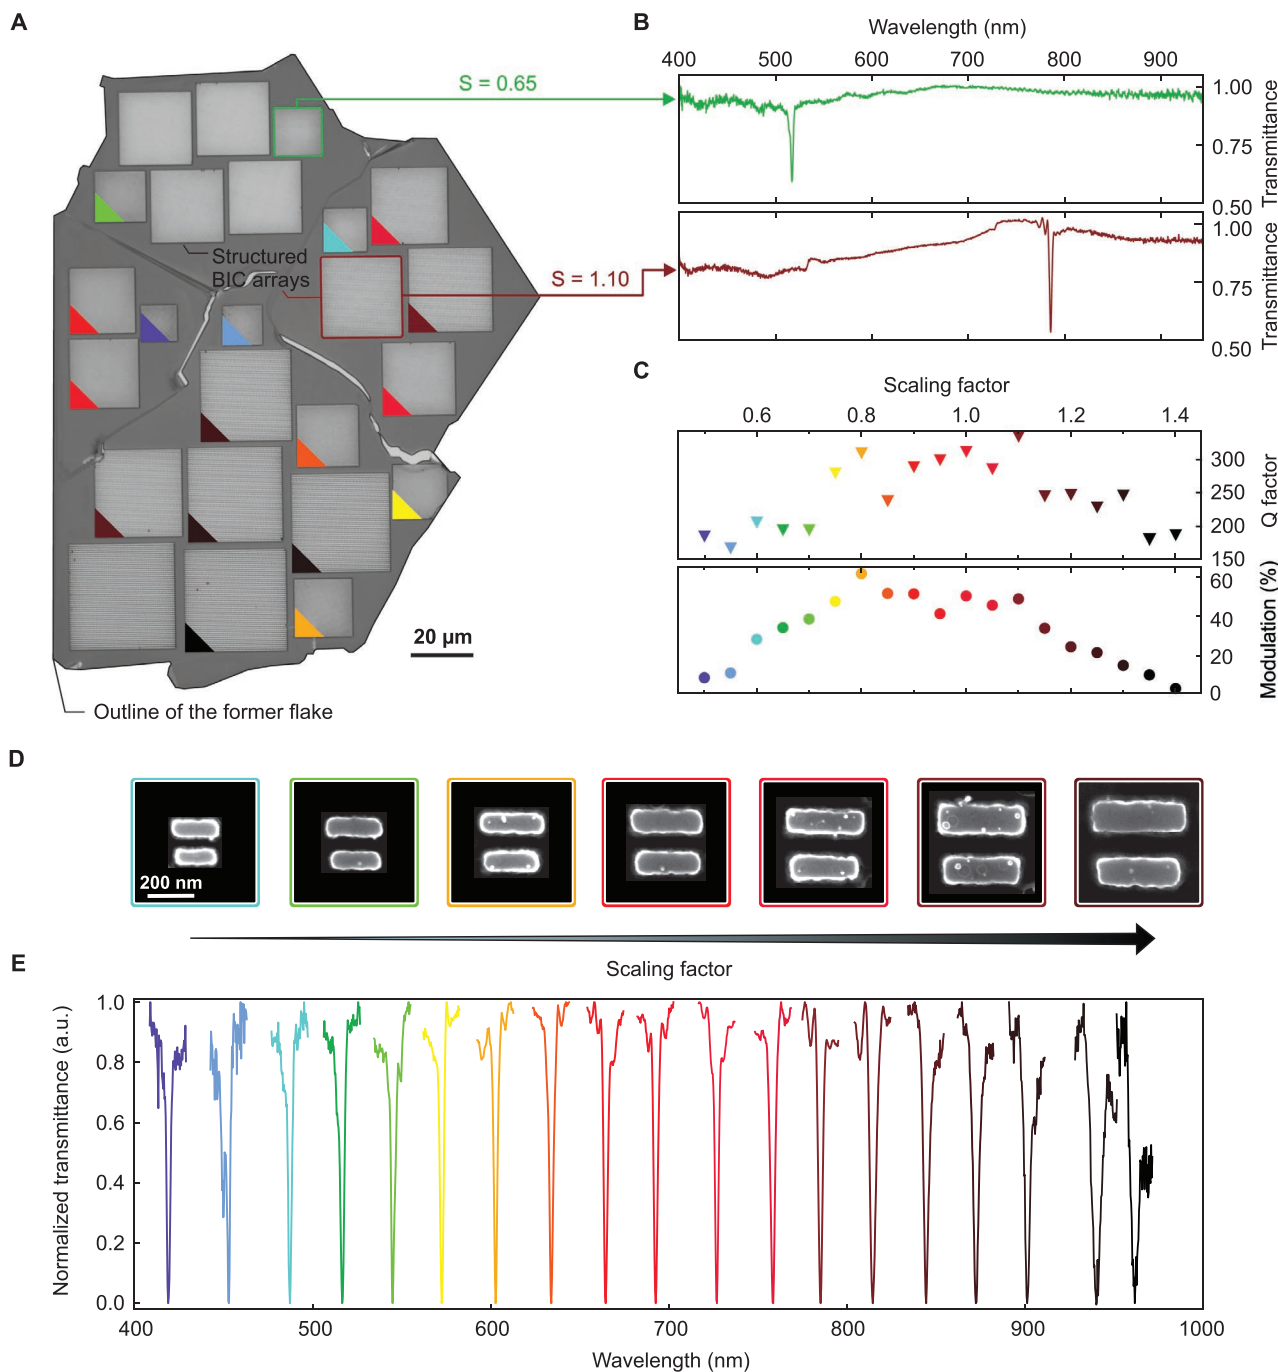 A
B
Wavelength (nm)
400 500 600 700 800 900
S = 0.65
1.00
0.75
0.50
Transmittance
Structured
BIC arrays
S = 1.10
1.00
0.75
0.50
Transmittance
C
Scaling factor
0.6 0.8 1.0 1.2 1.4
300
250
200
150
Q factor
60
40
20
0
Modulation (%)
20 µm
Outline of the former flake
D
200 nm
Scaling factor
E
Normalized transmittance (a.u.)
1.0
0.8
0.6
0.4
0.2
0.0
400 500 600 700 800 900 1000
Wavelength (nm)